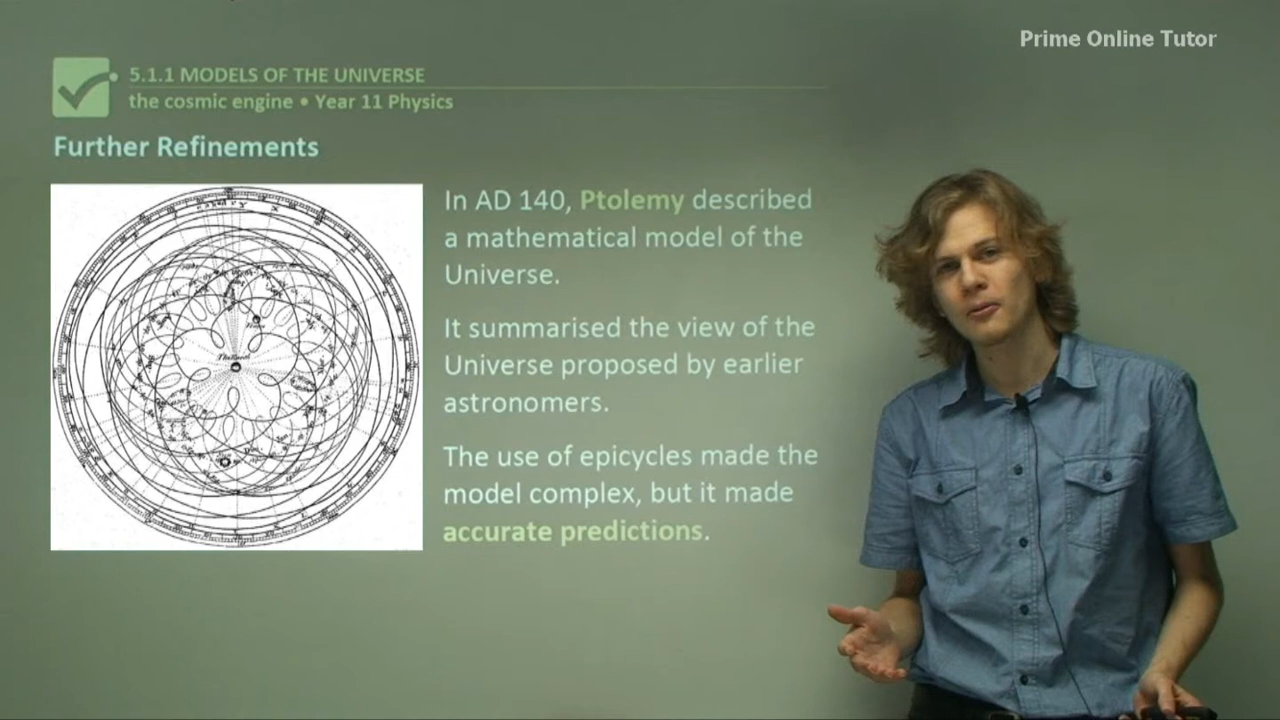 Prime Online Tutor
5.1.1 MODELS OF THE UNIVERSE
the cosmic engine • Year 11 Physics
Further Refinements
In AD 140, Ptolemy described
a mathematical model of the
Universe.
It summarised the view of the
Universe proposed by earlier
astronomers.
The use of epicycles made the
model complex, but it made
accurate predictions.